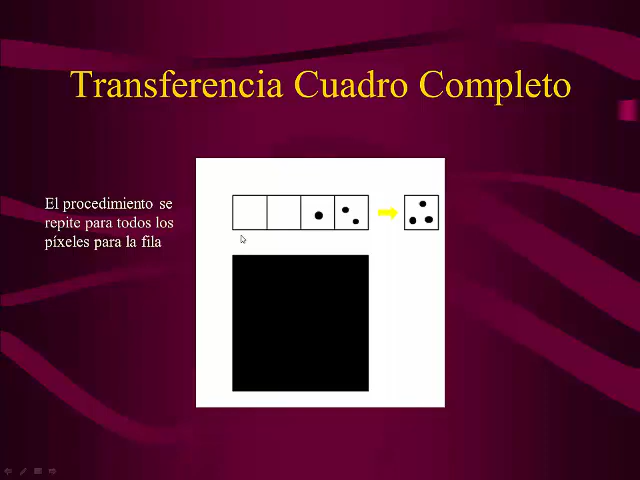 Transferencia Cuadro Completo
El procedimiento se
repite para todos los
píxeles para la fila